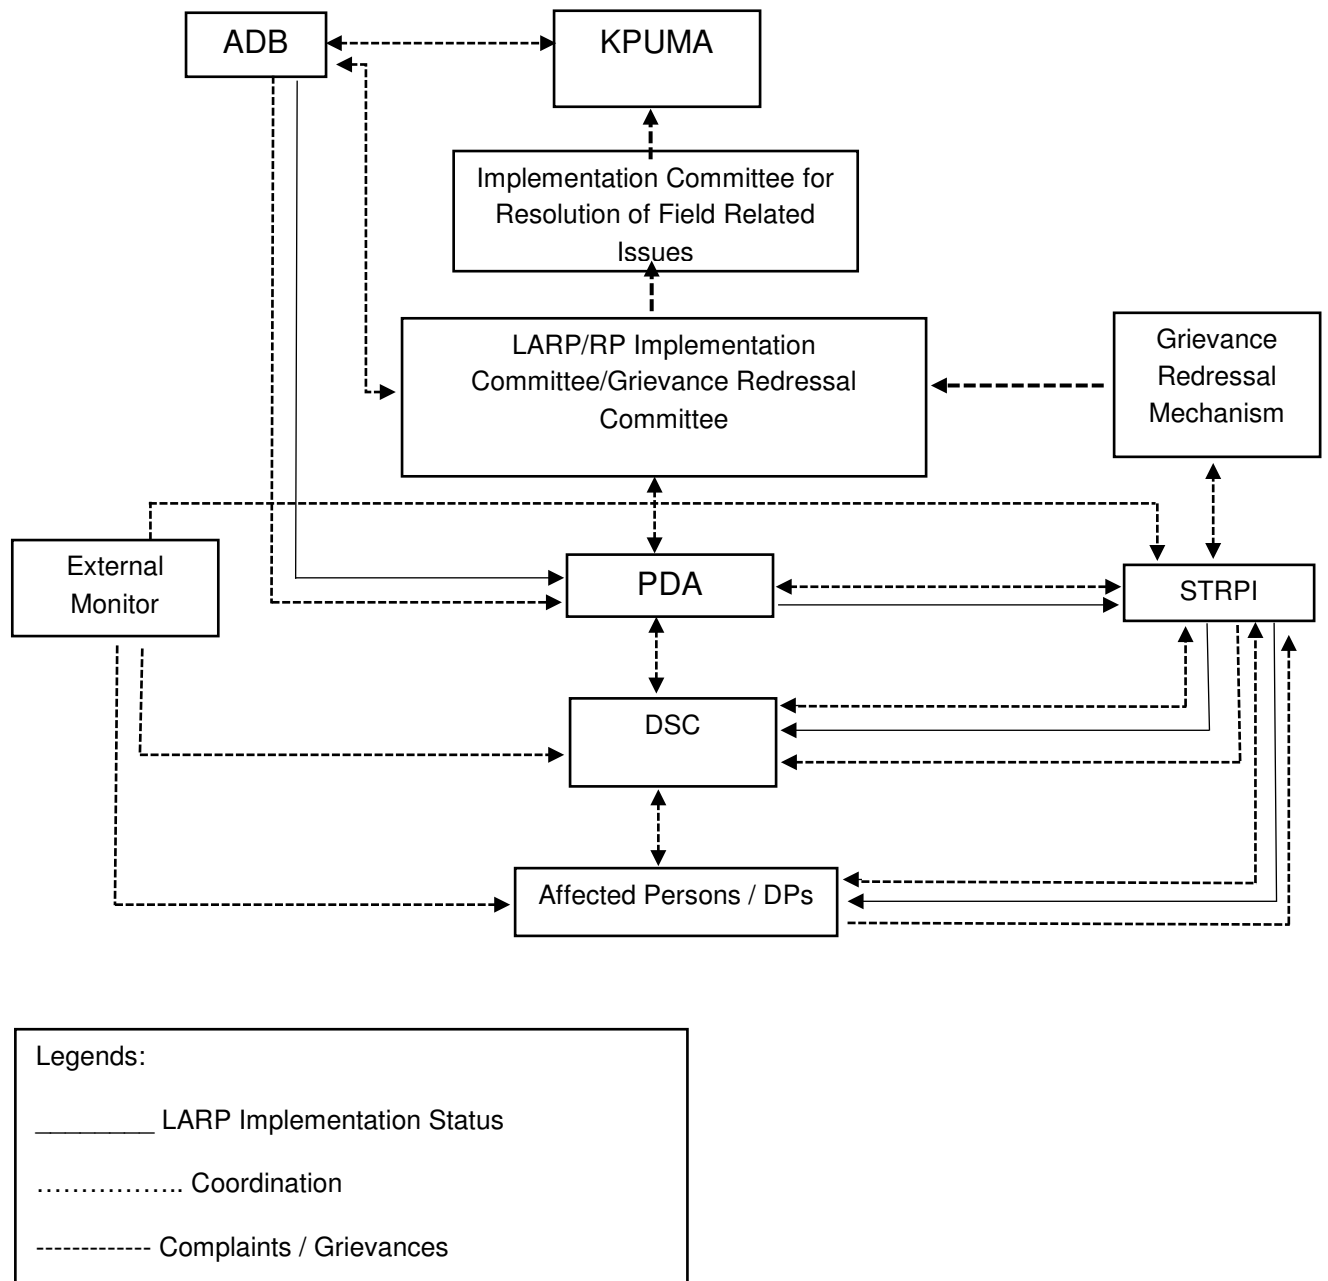 ADB
KPUMA
Implementation Committee for
Resolution of Field Related
Issues
LARP/RP Implementation
Committee/Grievance Redressal
Committee
Grievance
Redressal
Mechanism
External
Monitor
PDA
STRPI
DSC
Affected Persons / DPs
Legends:
________ LARP Implementation Status
…………….. Coordination
------------ Complaints / Grievances